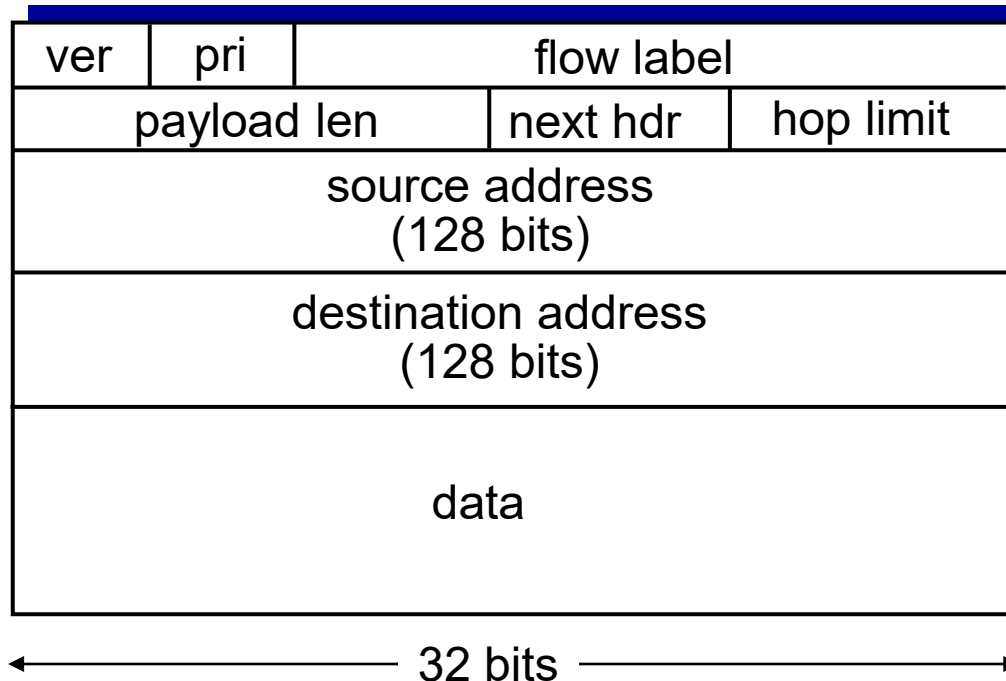 ver pri flow label
payload len next hdr hop limit
source address
(128 bits)
destination address
(128 bits)
data
32 bits